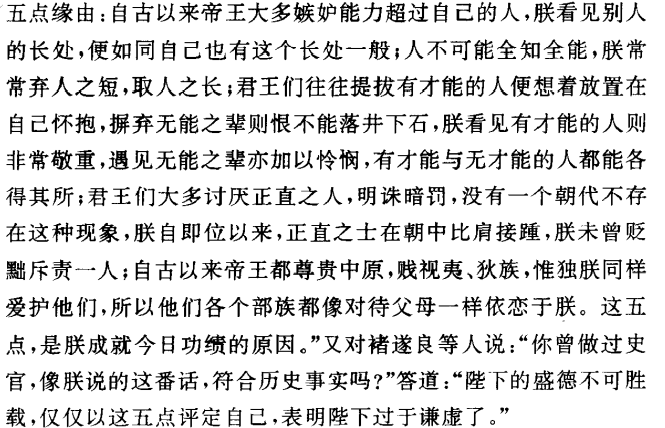 五点缘由:自古以来帝王大多嫉妒能力超过自己的人,朕看见别人
的长处,便如同自己也有这个长处一般;人不可能全知全能,朕常
常弃人之短,取人之长;君王们往往提拔有才能的人便想着放置在
自己怀抱,摒弃无能之辈则恨不能落井下石,朕看见有才能的人则
非常敬重,遇见无能之辈亦加以怜悯,有才能与无才能的人都能各
得其所;君王们大多讨厌正直之人,明诛暗罚,没有一个朝代不存
在这种现象,朕自即位以来,正直之士在朝中比肩接踵,朕未曾贬
黜斥责一人;自古以来帝王都尊贵中原,贱视夷、狄族,惟独朕同样
爱护他们,所以他们各个部族都像对待父母一样依恋于朕。这五
点,是朕成就今日功绩的原因。”又对褚遂良等人说:“你曾做过史
官,像朕说的这番话,符合历史事实吗?”答道:“陛下的盛德不可胜
载,仅仅以这五点评定自己,表明陛下过于谦虚了。”